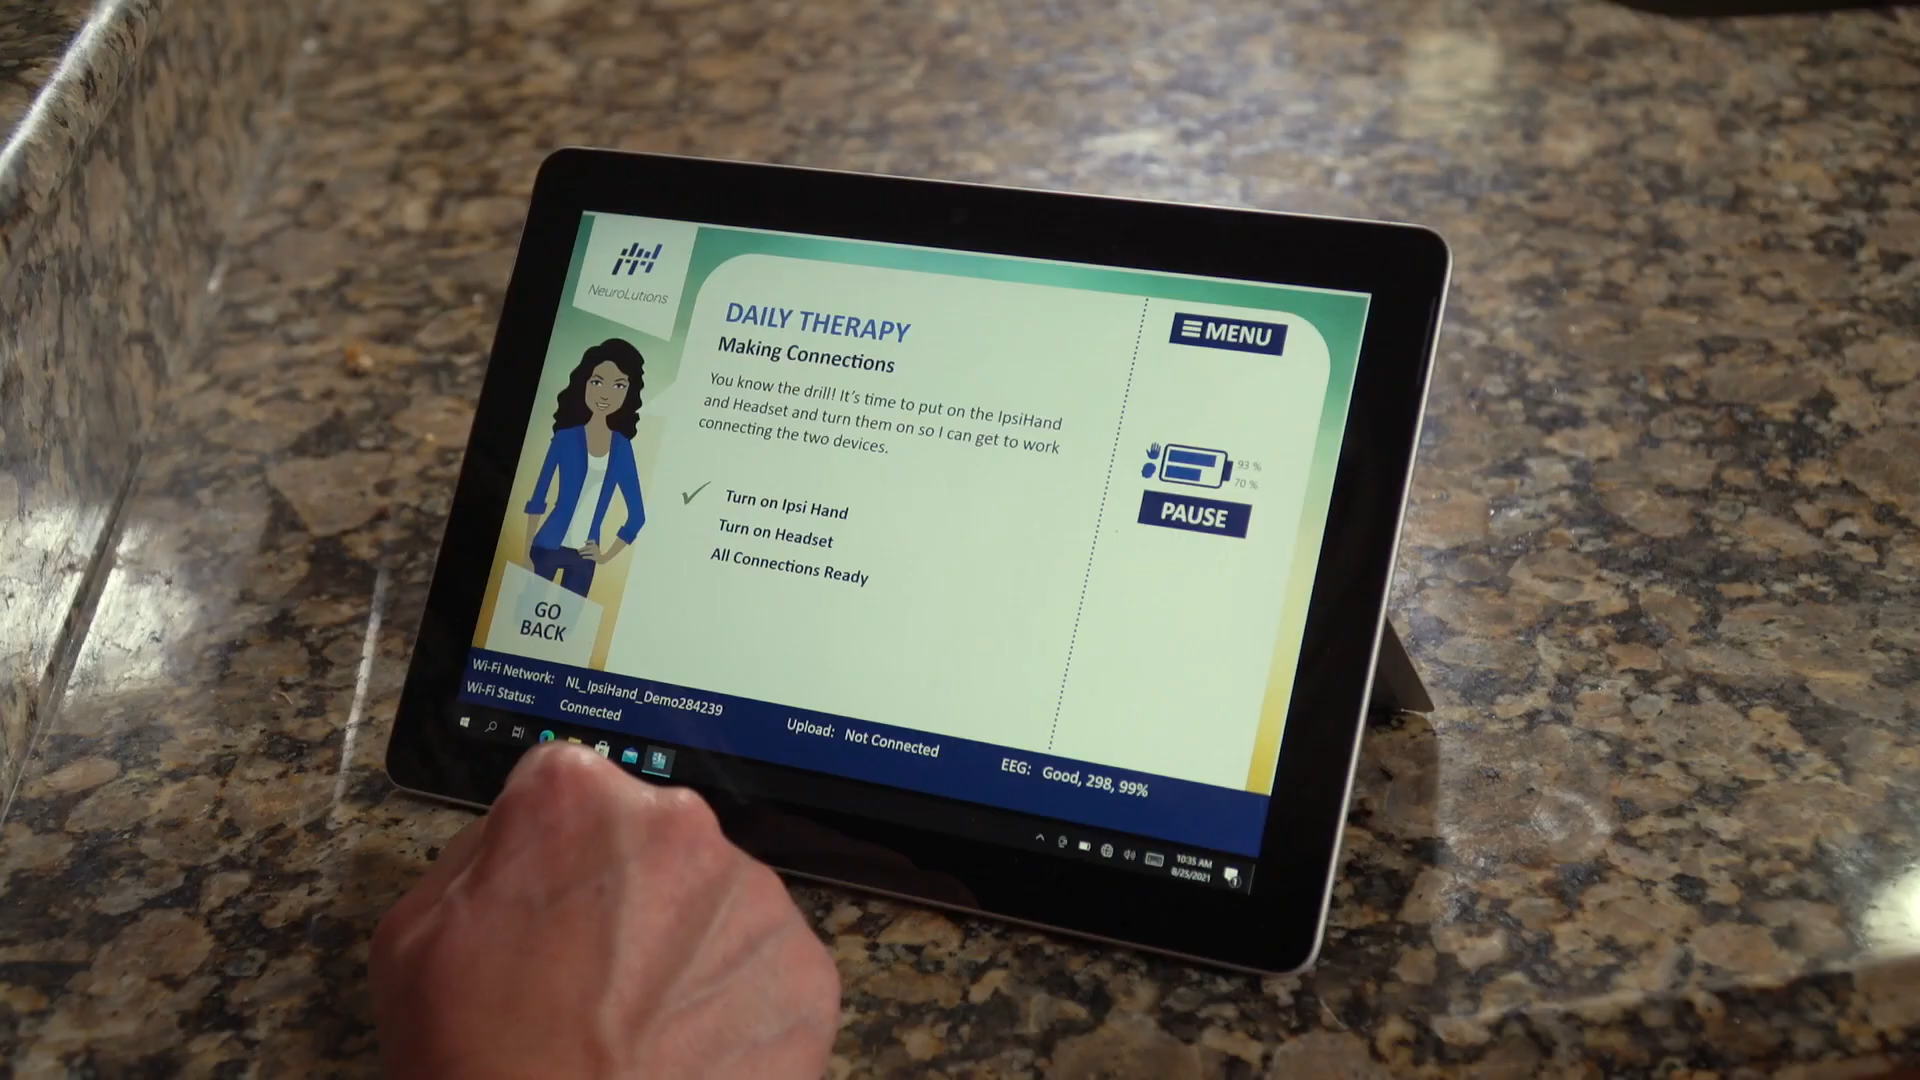 NeuroLutions
DAILY THERAPY
Making Connections
You know the drill! It's time to put on the IpsiHand
and Headset and turn them on so I can get to work
connecting the two devices.
✓ Turn on Ipsi Hand
Turn on Headset
All Connections Ready
MENU
93 %
70 %
PAUSE
GO
BACK
Wi-Fi Network: NL_IpsiHand_Demo284239
Wi-Fi Status: Connected
Upload: Not Connected
EEG: Good, 298, 99%
10:35 AM
8/25/2021